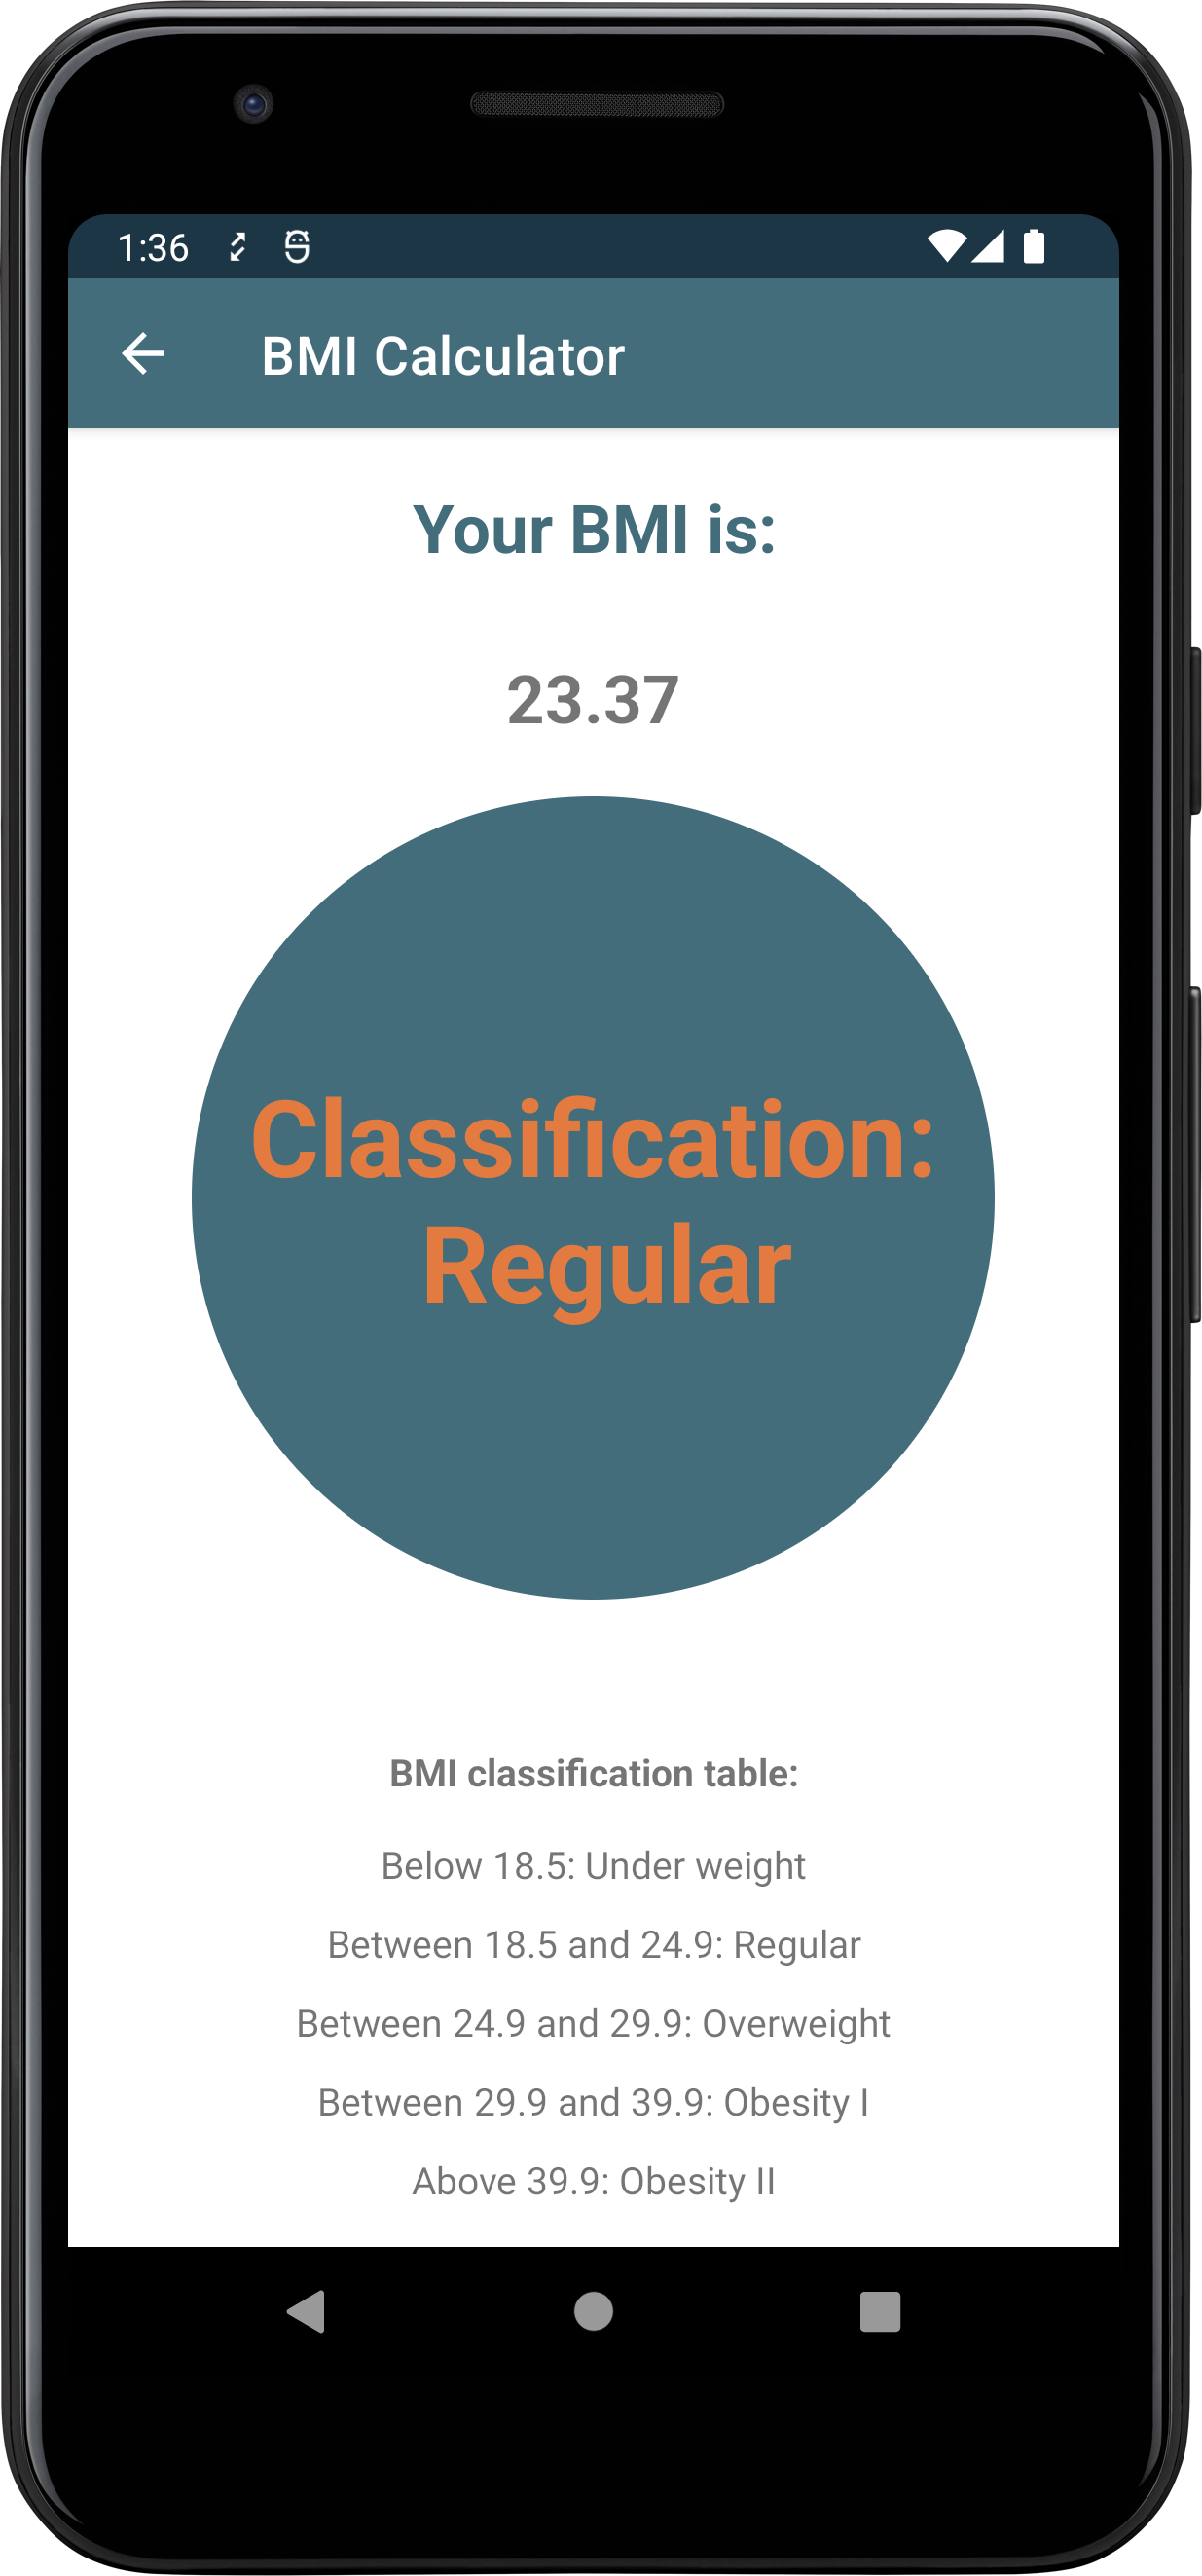 1:36
BMI Calculator
Your BMI is:
23.37
Classification:
Regular
BMI classification table:
Below 18.5: Under weight
Between 18.5 and 24.9: Regular
Between 24.9 and 29.9: Overweight
Between 29.9 and 39.9: Obesity I
Above 39.9: Obesity II